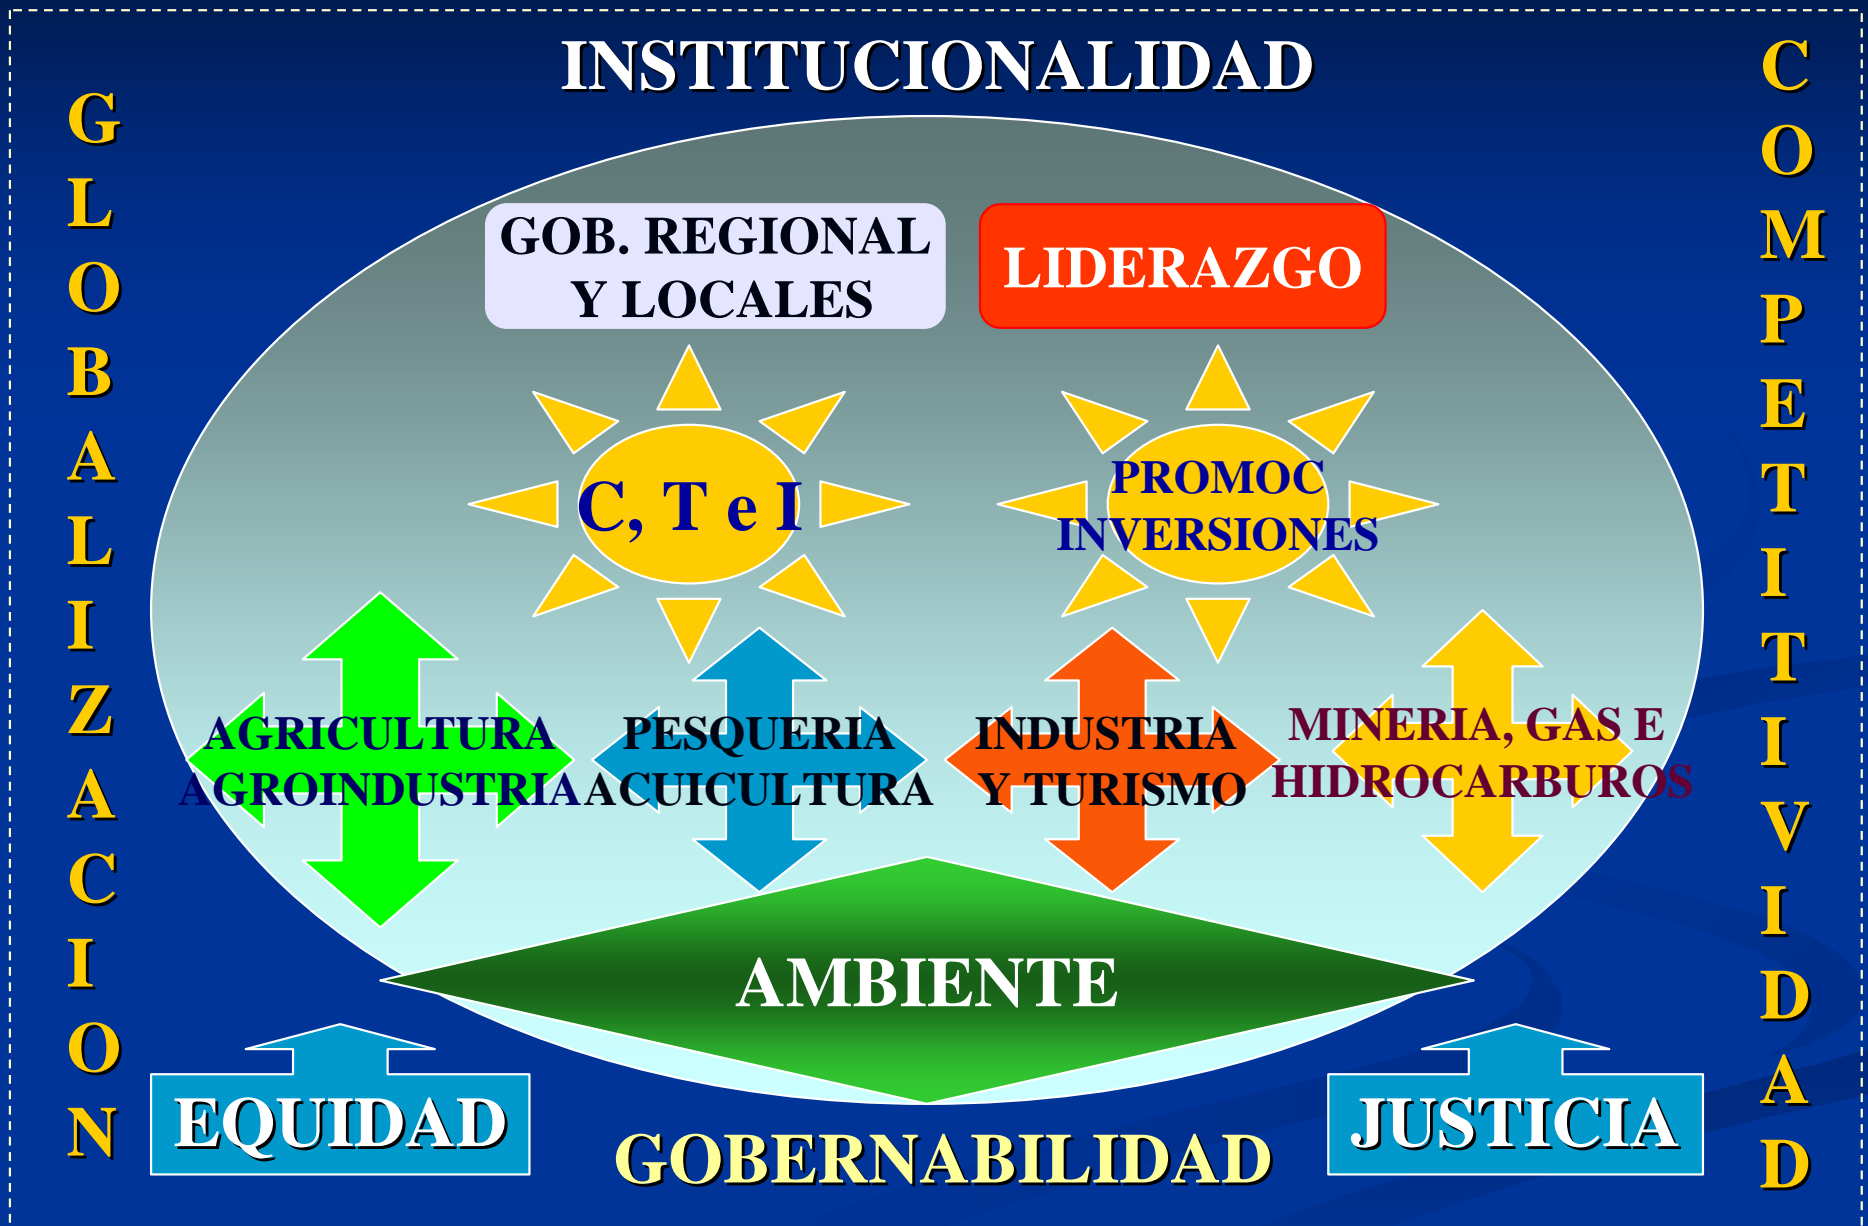 INSTITUCIONALIDAD
GLOBALIZACION
COMPETITIVIDAD
GOB. REGIONAL
Y LOCALES
LIDERAZGO
C, T e I
PROMOC
INVERSIONES
AGRICULTURA
AGROINDUSTRIA
PESQUERIA
ACUICULTURA
INDUSTRIA
Y TURISMO
MINERIA, GAS E
HIDROCARBUROS
AMBIENTE
EQUIDAD
GOBERNABILIDAD
JUSTICIA